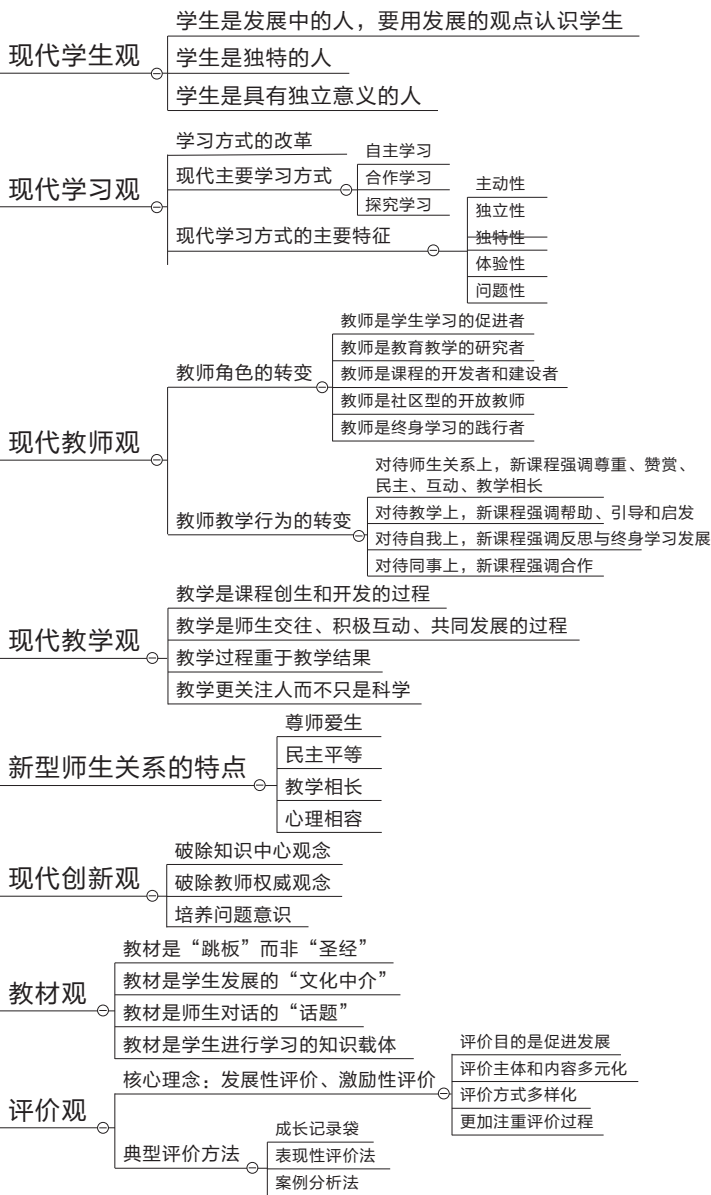 现代学生观
学生是发展中的人，要用发展的观点认识学生
学生是独特的人
学生是具有独立意义的人
现代学习观
学习方式的改革
现代主要学习方式
自主学习
合作学习
探究学习
现代学习方式的主要特征
主动性
独立性
独特性
体验性
问题性
现代教师观
教师角色的转变
教师是学生学习的促进者
教师是教育教学的研究者
教师是课程的开发者和建设者
教师是社区型的开放教师
教师是终身学习的践行者
教师教学行为的转变
对待师生关系上，新课程强调尊重、赞赏、
民主、互动、教学相长
对待教学上，新课程强调帮助、引导和启发
对待自我上，新课程强调反思与终身学习发展
对待同事上，新课程强调合作
现代教学观
教学是课程创生和开发的过程
教学是师生交往、积极互动、共同发展的过程
教学过程重于教学结果
教学更关注人而不只是科学
新型师生关系的特点
尊师爱生
民主平等
教学相长
心理相容
现代创新观
破除知识中心观念
破除教师权威观念
培养问题意识
教材观
教材是“跳板”而非“圣经”
教材是学生发展的“文化中介”
教材是师生对话的“话题”
教材是学生进行学习的知识载体
评价观
核心理念：发展性评价、激励性评价
评价目的是促进发展
评价主体和内容多元化
评价方式多样化
更加注重评价过程
典型评价方法
成长记录袋
表现性评价法
案例分析法